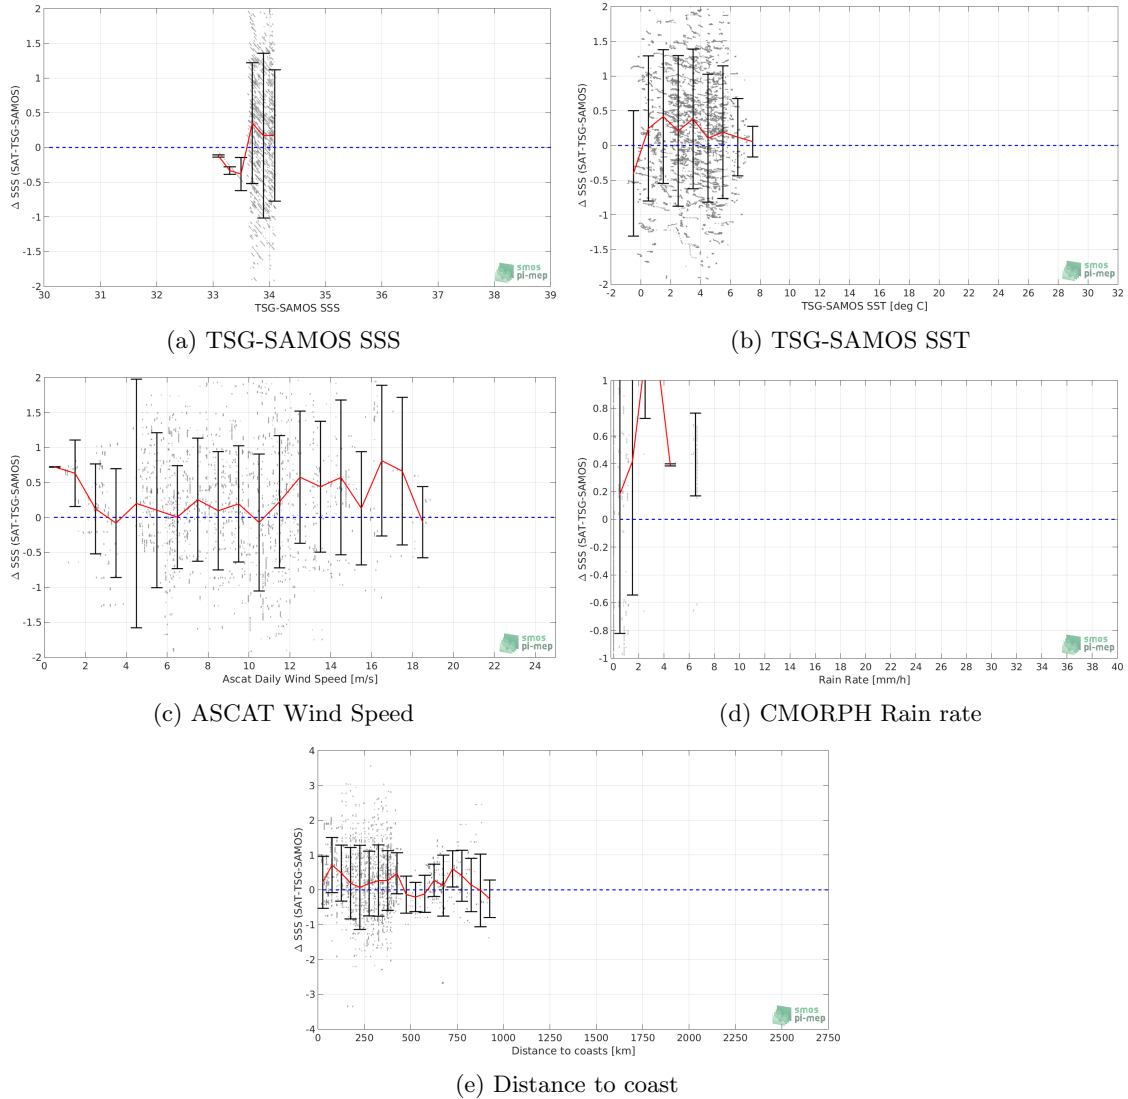 Δ SSS (SAT-TSG-SAMOS)
2
1.5
1
0.5
0
-0.5
-1
-1.5
-2
30 31 32 33 34 35 36 37 38 39
TSG-SAMOS SSS
smos
pi-mep
(a) TSG-SAMOS SSS
Δ SSS (SAT-TSG-SAMOS)
2
1.5
1
0.5
0
-0.5
-1
-1.5
-2
-2 0 2 4 6 8 10 12 14 16 18 20 22 24 26 28 30 32
TSG-SAMOS SST [deg C]
smos
pi-mep
(b) TSG-SAMOS SST
Δ SSS (SAT-TSG-SAMOS)
2
1.5
1
0.5
0
-0.5
-1
-1.5
-2
0 2 4 6 8 10 12 14 16 18 20 22 24
Ascat Daily Wind Speed [m/s]
smos
pi-mep
(c) ASCAT Wind Speed
Δ SSS (SAT-TSG-SAMOS)
1
0.8
0.6
0.4
0.2
0
-0.2
-0.4
-0.6
-0.8
-1
0 2 4 6 8 10 12 14 16 18 20 22 24 26 28 30 32 34 36 38 40
Rain Rate [mm/h]
smos
pi-mep
(d) CMORPH Rain rate
Δ SSS (SAT-TSG-SAMOS)
4
3
2
1
0
-1
-2
-3
-4
0 250 500 750 1000 1250 1500 1750 2000 2250 2500 2750
Distance to coasts [km]
smos
pi-mep
(e) Distance to coast